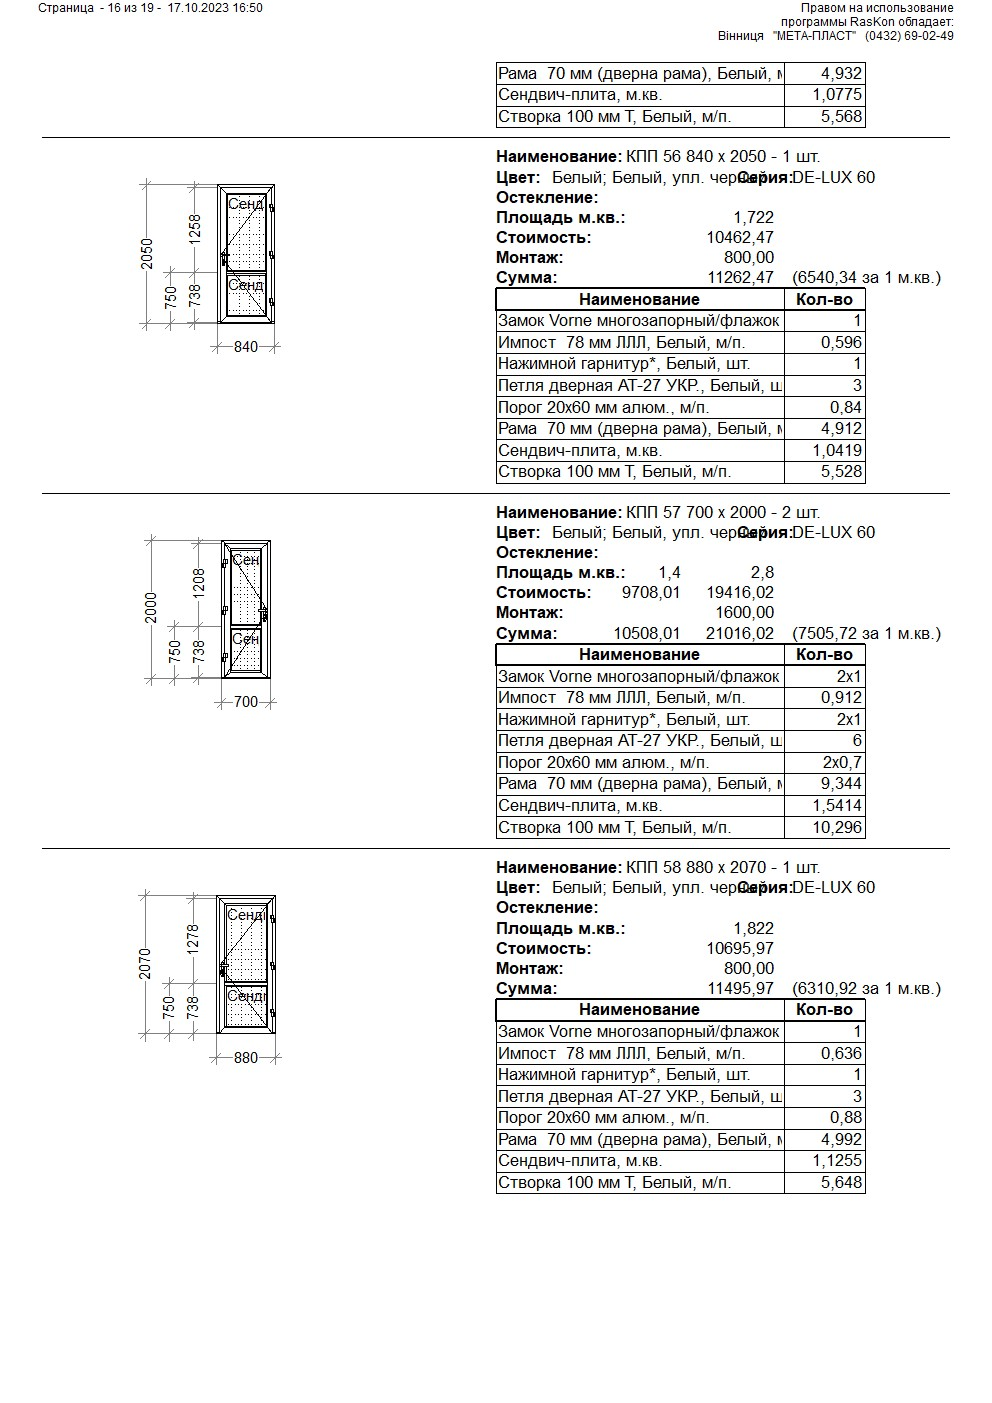 Страница - 16 из 19 - 17.10.2023 16:50
Правом на использование
программы RasKon обладает:
Вінниця "МЕТА-ПЛАСТ" (0432) 69-02-49
Рама 70 мм (дверна рама), Белый, м 4,932
Сендвич-плита, м.кв. 1,0775
Створка 100 мм Т, Белый, м/п. 5,568
Наименование: КПП 56 840 x 2050 - 1 шт.
Цвет: Белый; Белый, упл. черный Серия: DE-LUX 60
Остекление:
Площадь м.кв.: 1,722
Стоимость: 10462,47
Монтаж: 800,00
Сумма: 11262,47 (6540,34 за 1 м.кв.)
Наименование Кол-во
Замок Vorne многозапорный/флажок 1
Импост 78 мм ЛЛЛ, Белый, м/п. 0,596
Нажимной гарнитур*, Белый, шт. 1
Петля дверная АТ-27 УКР., Белый, ш 3
Порог 20x60 мм алюм., м/п. 0,84
Рама 70 мм (дверна рама), Белый, м 4,912
Сендвич-плита, м.кв. 1,0419
Створка 100 мм Т, Белый, м/п. 5,528
2050
1258
750
738
840
Сенд
Сенд
Наименование: КПП 57 700 x 2000 - 2 шт.
Цвет: Белый; Белый, упл. черный Серия: DE-LUX 60
Остекление:
Площадь м.кв.: 1,4 2,8
Стоимость: 9708,01 19416,02
Монтаж: 1600,00
Сумма: 10508,01 21016,02 (7505,72 за 1 м.кв.)
Наименование Кол-во
Замок Vorne многозапорный/флажок 2x1
Импост 78 мм ЛЛЛ, Белый, м/п. 0,912
Нажимной гарнитур*, Белый, шт. 2x1
Петля дверная АТ-27 УКР., Белый, ш 6
Порог 20x60 мм алюм., м/п. 2x0,7
Рама 70 мм (дверна рама), Белый, м 9,344
Сендвич-плита, м.кв. 1,5414
Створка 100 мм Т, Белый, м/п. 10,296
2000
1208
750
738
700
Сен
Сен
Наименование: КПП 58 880 x 2070 - 1 шт.
Цвет: Белый; Белый, упл. черный Серия: DE-LUX 60
Остекление:
Площадь м.кв.: 1,822
Стоимость: 10695,97
Монтаж: 800,00
Сумма: 11495,97 (6310,92 за 1 м.кв.)
Наименование Кол-во
Замок Vorne многозапорный/флажок 1
Импост 78 мм ЛЛЛ, Белый, м/п. 0,636
Нажимной гарнитур*, Белый, шт. 1
Петля дверная АТ-27 УКР., Белый, ш 3
Порог 20x60 мм алюм., м/п. 0,88
Рама 70 мм (дверна рама), Белый, м 4,992
Сендвич-плита, м.кв. 1,1255
Створка 100 мм Т, Белый, м/п. 5,648
2070
1278
750
738
880
Сенд
Сенд